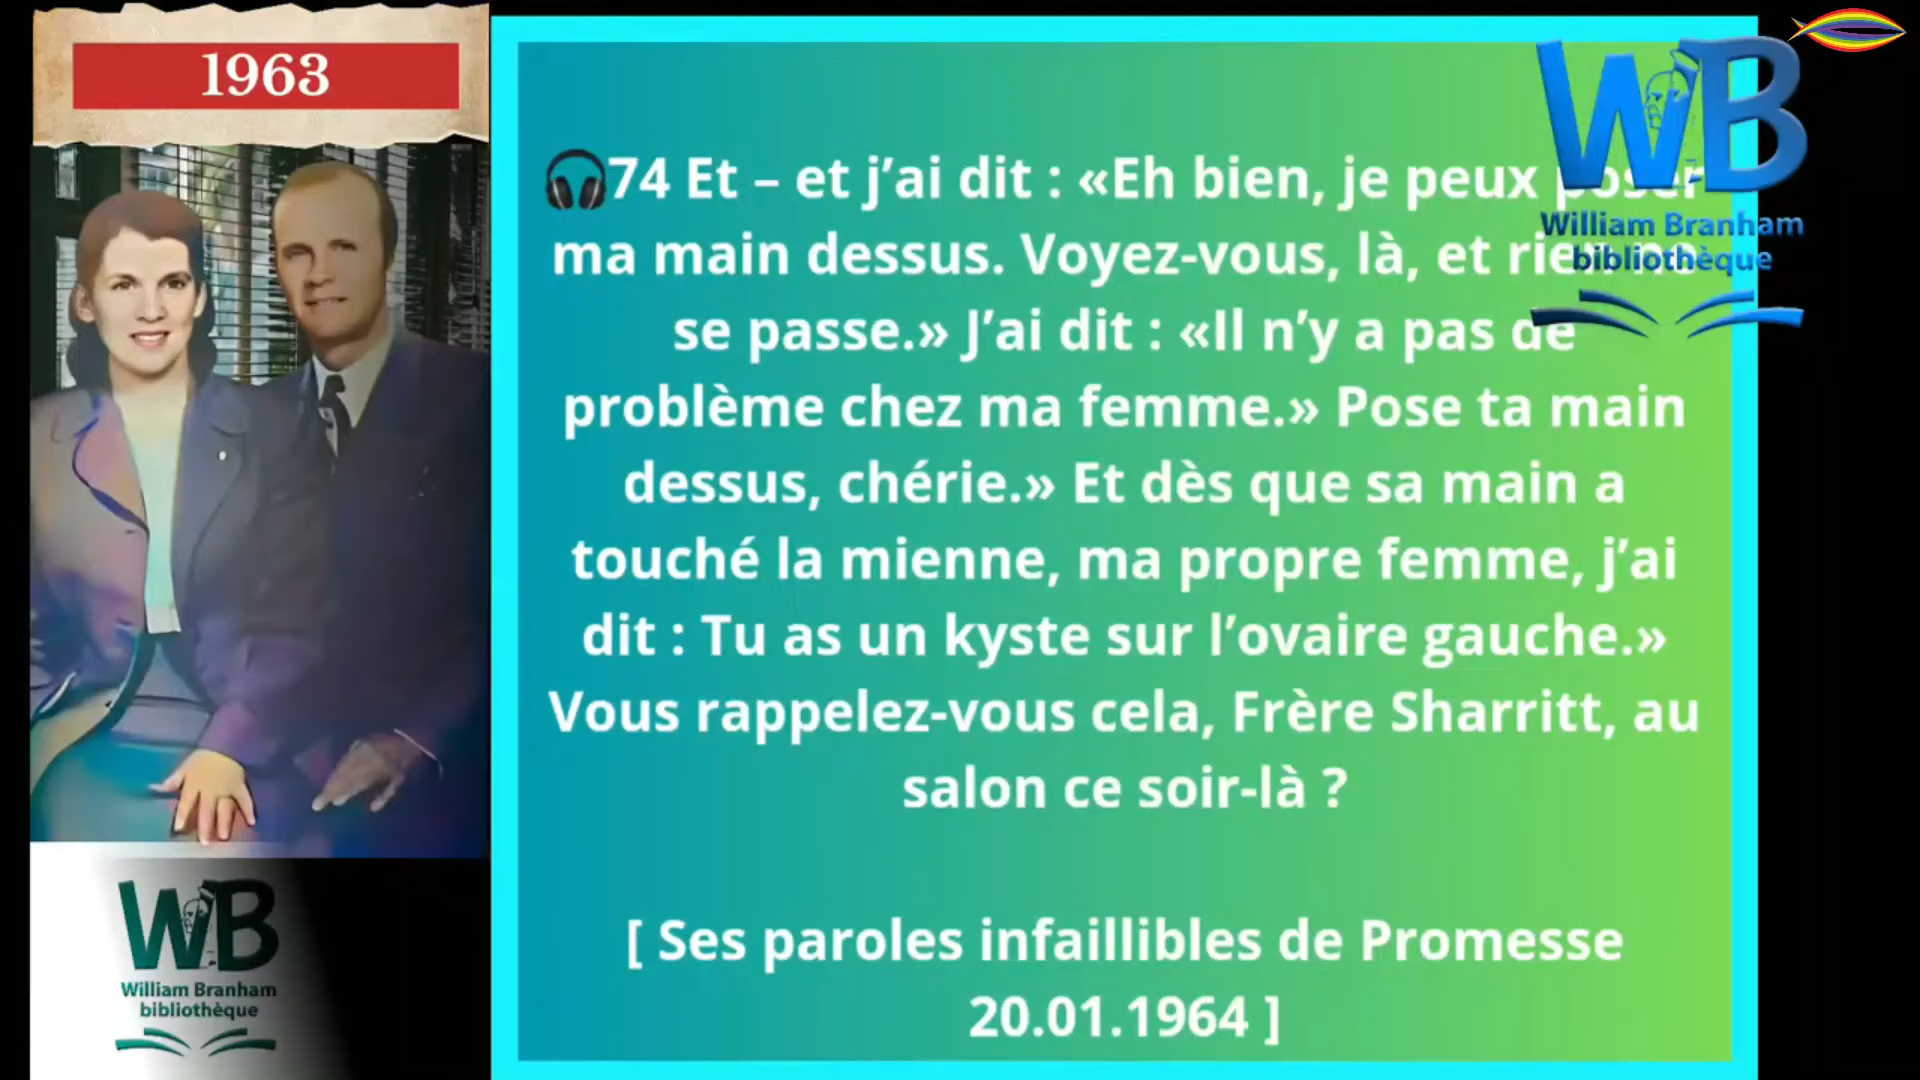 1963
74 Et – et j’ai dit : «Eh bien, je peux poser
ma main dessus. Voyez-vous, là, et rien ne
se passe.» J’ai dit : «Il n’y a pas de
problème chez ma femme.» Pose ta main
dessus, chérie.» Et dès que sa main a
touché la mienne, ma propre femme, j’ai
dit : Tu as un kyste sur l’ovaire gauche.»
Vous rappelez-vous cela, Frère Sharritt, au
salon ce soir-là ?
[ Ses paroles infaillibles de Promesse
20.01.1964 ]
WB
William Branham
bibliothèque
WB
William Branham
bibliothèque